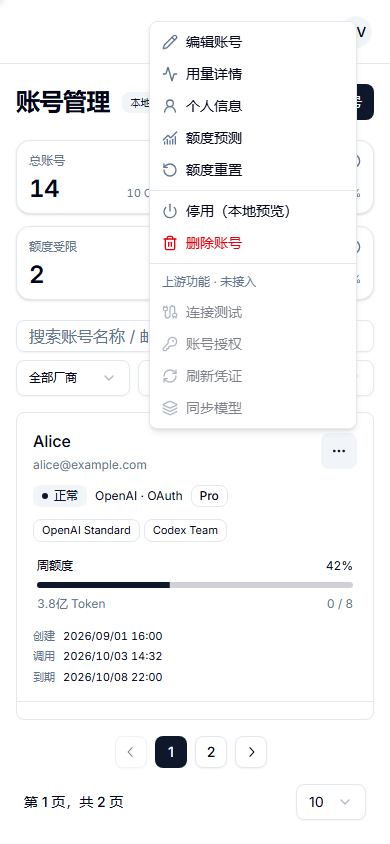 V
编辑账号
用量详情
个人信息
额度预测
额度重置
停用（本地预览）
删除账号
上游功能 · 未接入
连接测试
账号授权
刷新凭证
同步模型
账号管理
本地
号
总账号
14
10
%
额度受限
2
%
搜索账号名称 / 邮
全部厂商
Alice
alice@example.com
正常 OpenAI · OAuth Pro
OpenAI Standard Codex Team
周额度 42%
3.8亿 Token 0 / 8
创建 2026/09/01 16:00
调用 2026/10/03 14:32
到期 2026/10/08 22:00
1 2
第 1 页，共 2 页 10